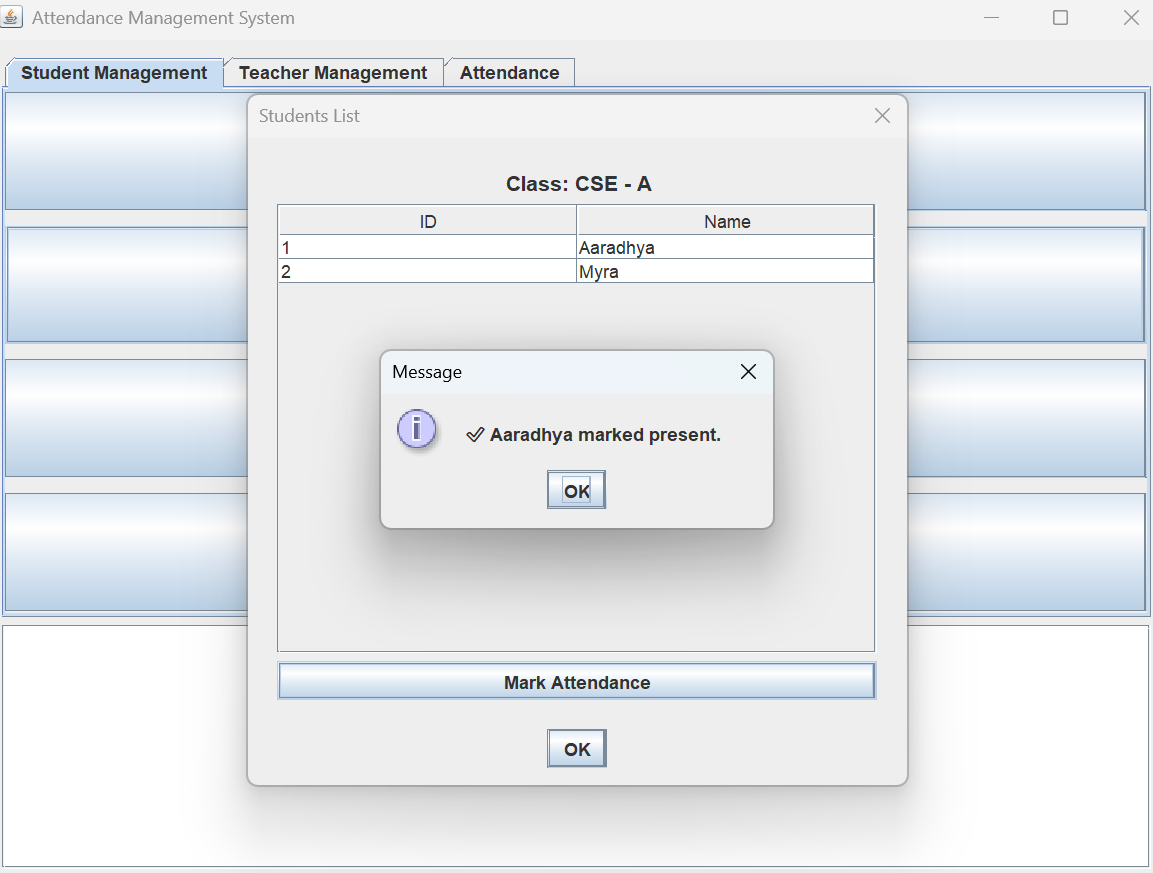 Attendance Management System
Student Management Teacher Management Attendance
Students List
Class: CSE - A
ID Name
1 Aaradhya
2 Myra
Message
i
✓ Aaradhya marked present.
OK
Mark Attendance
OK